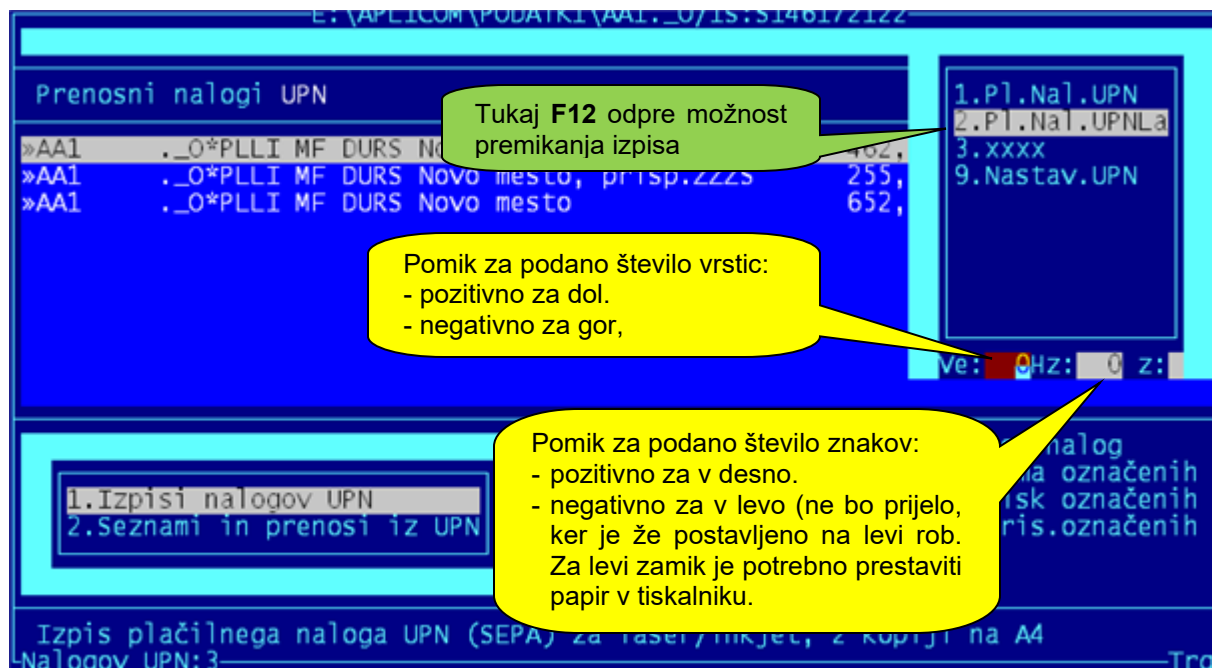 E:\APLICOM\PODATKI\AA1._O/IS:S146172122
Prenosni nalogi UPN
»AA1 ._O*PLLI MF DURS No 462,
»AA1 ._O*PLLI MF DURS Novo mesto, prisp.ZZZS 255,
»AA1 ._O*PLLI MF DURS Novo mesto 652,
Tukaj F12 odpre možnost
premikanja izpisa
1.Pl.Nal.UPN
2.Pl.Nal.UPNLa
3.xxxx
9.Nastav.UPN
Pomik za podano število vrstic:
- pozitivno za dol.
- negativno za gor,
Ve: 0Hz: 0 z:
Pomik za podano število znakov:
- pozitivno za v desno.
- negativno za v levo (ne bo prijelo,
ker je že postavljeno na levi rob.
Za levi zamik je potrebno prestaviti
papir v tiskalniku.
nalog
označenih
isk označenih
ris.označenih
1.Izpisi nalogov UPN
2.Seznami in prenosi iz UPN
Izpis plačilnega naloga UPN (SEPA) za laser/inkjet, 2 kopiji na A4
Nalogov UPN:3